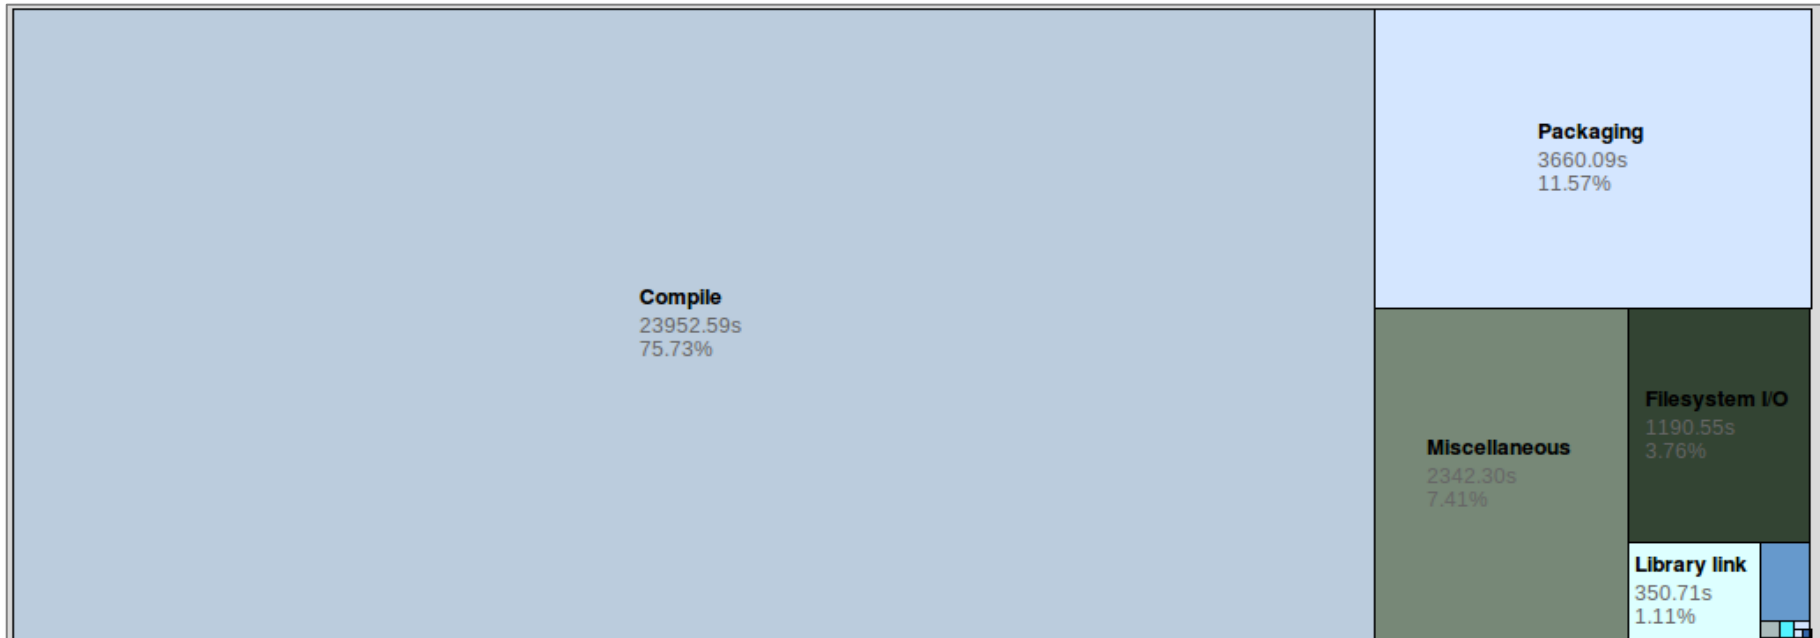 Compile
23952.59s
75.73%
Packaging
3660.09s
11.57%
Miscellaneous
2342.30s
7.41%
Filesystem I/O
1190.55s
3.76%
Library link
350.71s
1.11%